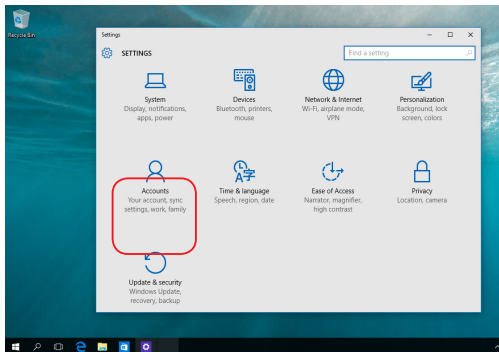 Recycle Bin
Settings
SETTINGS
Find a setting
System
Display, notifications,
apps, power
Devices
Bluetooth, printers,
mouse
Network & Internet
Wi-Fi, airplane mode,
VPN
Personalization
Background, lock
screen, colors
Accounts
Your account, sync
settings, work, family
Time & language
Speech, region, date
Ease of Access
Narrator, magnifier,
high contrast
Privacy
Location, camera
Update & security
Windows Update,
recovery, backup